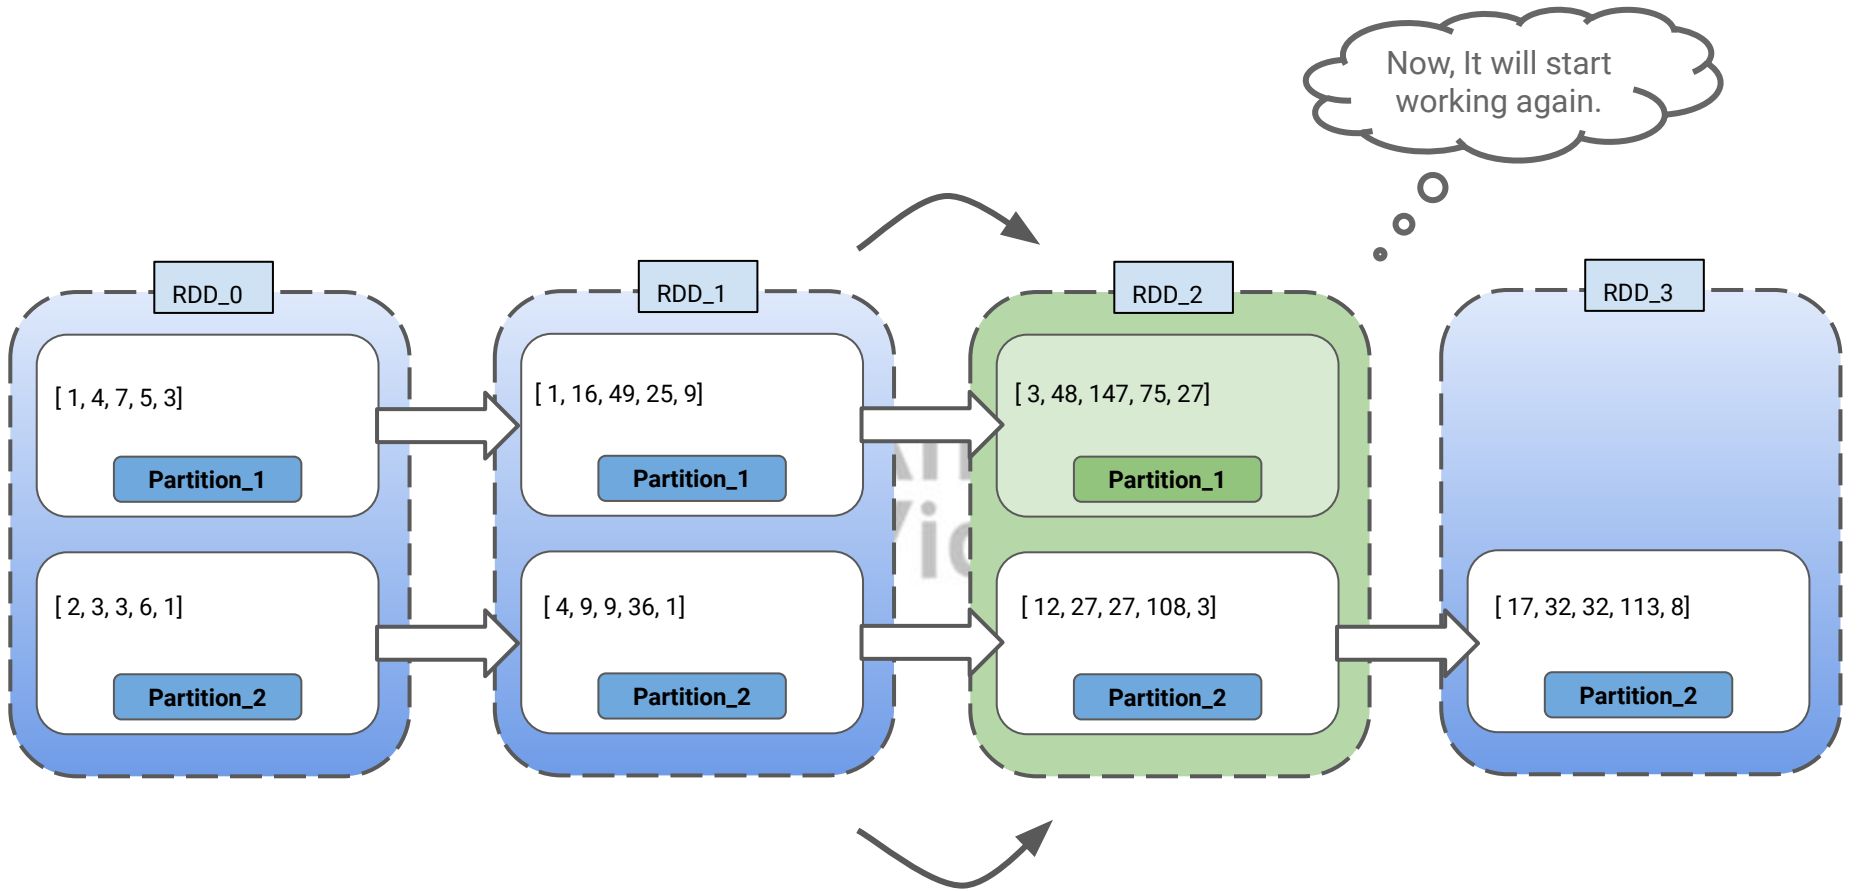 Now, It will start
working again.
RDD_0
RDD_1
RDD_2
RDD_3
[ 1, 4, 7, 5, 3]
[ 1, 16, 49, 25, 9]
[ 3, 48, 147, 75, 27]
Partition_1
Partition_1
Partition_1
[ 2, 3, 3, 6, 1]
[ 4, 9, 9, 36, 1]
[ 12, 27, 27, 108, 3]
[ 17, 32, 32, 113, 8]
Partition_2
Partition_2
Partition_2
Partition_2